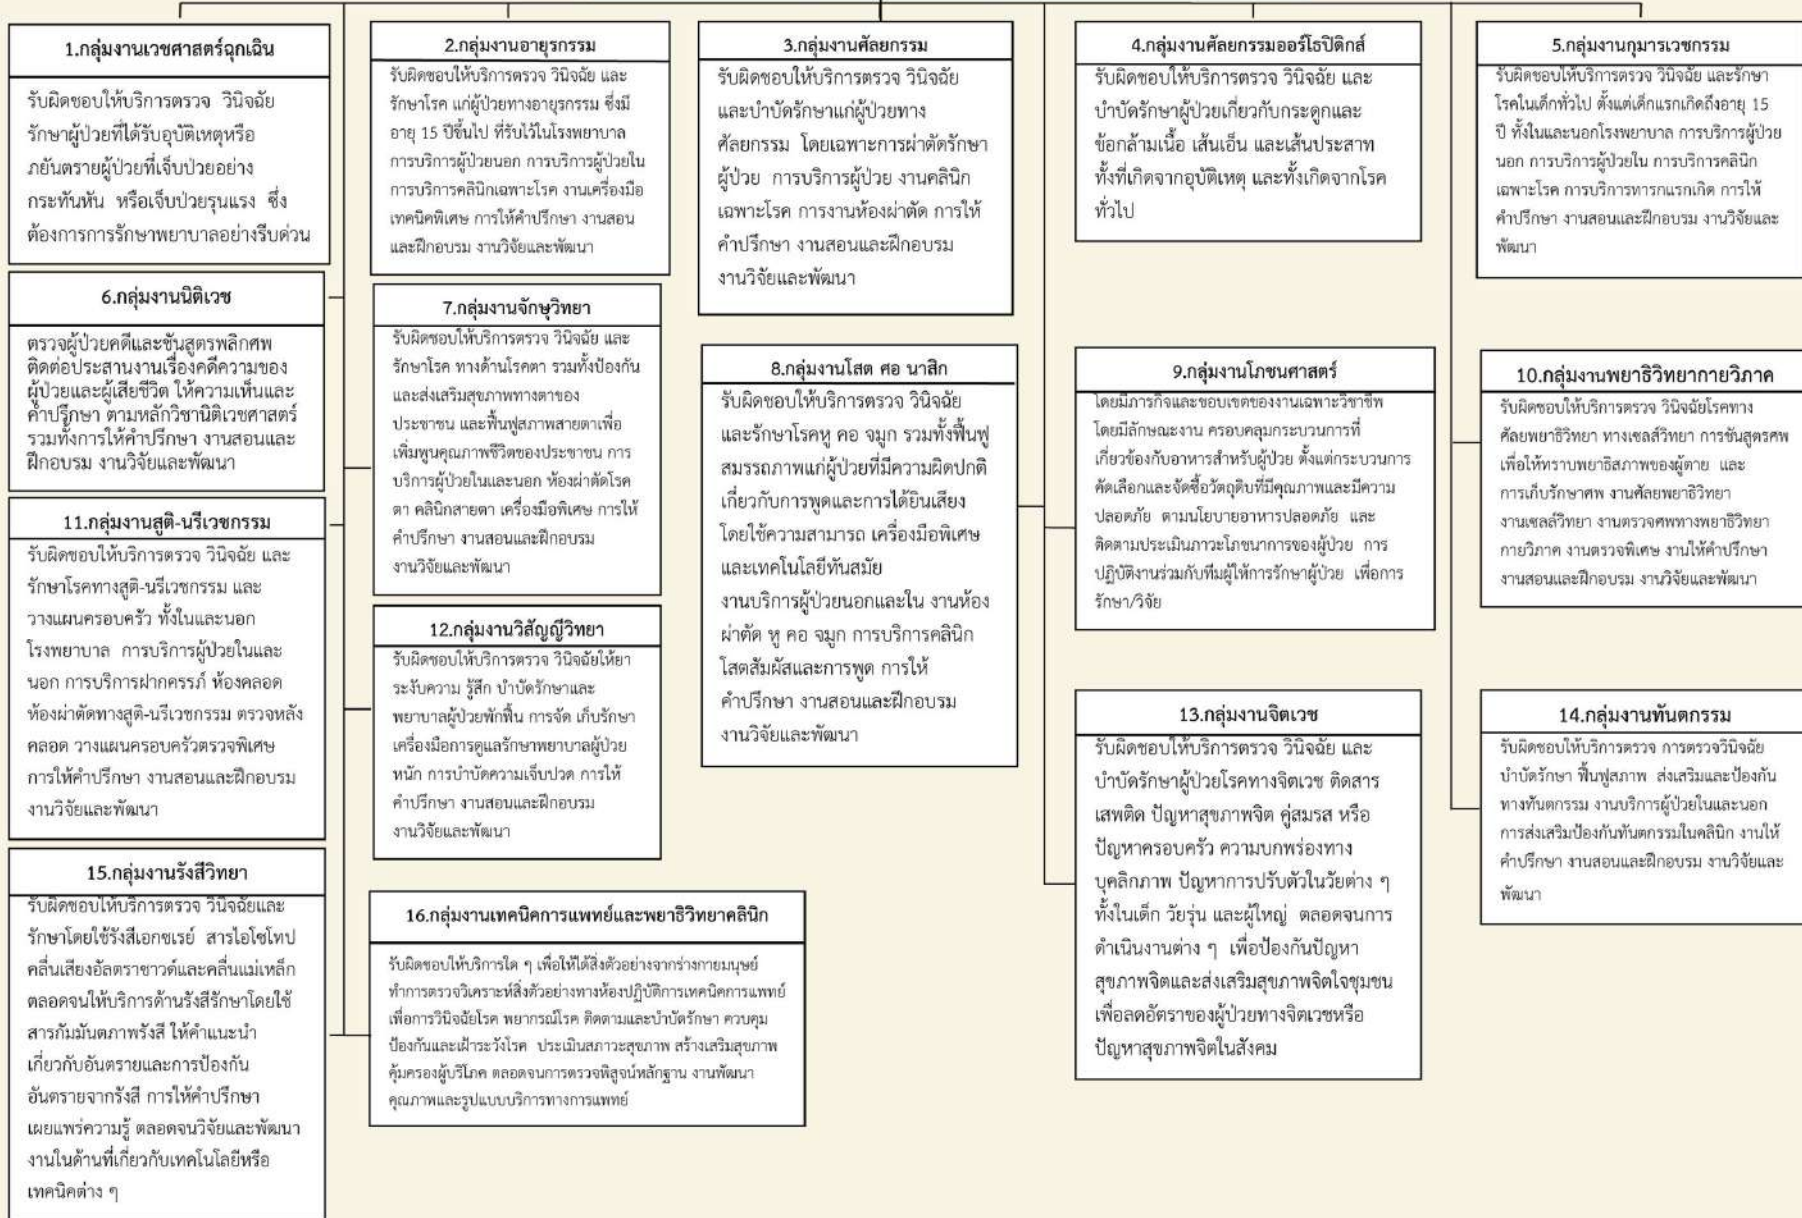 1.กลุ่มงานเวชศาสตร์ฉุกเฉิน
รับผิดชอบให้บริการตรวจ วินิจฉัย
รักษาผู้ป่วยที่ได้รับอุบัติเหตุหรือ
ภยันตรายผู้ป่วยที่เจ็บป่วยอย่าง
กระทันหัน หรือเจ็บป่วยรุนแรง ซึ่ง
ต้องการการรักษาพยาบาลอย่างรีบด่วน
2.กลุ่มงานอายุรกรรม
รับผิดชอบให้บริการตรวจ วินิจฉัย และ
รักษาโรค แก่ผู้ป่วยทางอายุรกรรม ซึ่งมี
อายุ 15 ปีขึ้นไป ที่รับไว้ในโรงพยาบาล
การบริการผู้ป่วยนอก การบริการผู้ป่วยใน
การบริการคลินิกเฉพาะโรค งานเครื่องมือ
เทคนิคพิเศษ การให้คำปรึกษา งานสอน
และฝึกอบรม งานวิจัยและพัฒนา
3.กลุ่มงานศัลยกรรม
รับผิดชอบให้บริการตรวจ วินิจฉัย
และบำบัดรักษาแก่ผู้ป่วยทาง
ศัลยกรรม โดยเฉพาะการผ่าตัดรักษา
ผู้ป่วย การบริการผู้ป่วย งานคลินิก
เฉพาะโรค การงานห้องผ่าตัด การให้
คำปรึกษา งานสอนและฝึกอบรม
งานวิจัยและพัฒนา
4.กลุ่มงานศัลยกรรมออร์โธปิดิกส์
รับผิดชอบให้บริการตรวจ วินิจฉัย และ
บำบัดรักษาผู้ป่วยเกี่ยวกับกระดูกและ
ข้อกล้ามเนื้อ เส้นเอ็น และเส้นประสาท
ทั้งที่เกิดจากอุบัติเหตุ และทั้งเกิดจากโรค
ทั่วไป
5.กลุ่มงานกุมารเวชกรรม
รับผิดชอบให้บริการตรวจ วินิจฉัย และรักษา
โรคในเด็กทั่วไป ตั้งแต่เด็กแรกเกิดถึงอายุ 15
ปี ทั้งในและนอกโรงพยาบาล การบริการผู้ป่วย
นอก การบริการผู้ป่วยใน การบริการคลินิก
เฉพาะโรค การบริการทารกแรกเกิด การให้
คำปรึกษา งานสอนและฝึกอบรม งานวิจัยและ
พัฒนา
6.กลุ่มงานนิติเวช
ตรวจผู้ป่วยคดีและชันสูตรพลิกศพ
ติดต่อประสานงานเรื่องคดีความของ
ผู้ป่วยและผู้เสียชีวิต ให้ความเห็นและ
คำปรึกษา ตามหลักวิชานิติเวชศาสตร์
รวมทั้งการให้คำปรึกษา งานสอนและ
ฝึกอบรม งานวิจัยและพัฒนา
7.กลุ่มงานจักษุวิทยา
รับผิดชอบให้บริการตรวจ วินิจฉัย และ
รักษาโรค ทางด้านโรคตา รวมทั้งป้องกัน
และส่งเสริมสุขภาพทางตาของ
ประชาชน และฟื้นฟูสภาพสายตาเพื่อ
เพิ่มพูนคุณภาพชีวิตของประชาชน การ
บริการผู้ป่วยในและนอก ห้องผ่าตัดโรค
ตา คลินิกสายตา เครื่องมือพิเศษ การให้
คำปรึกษา งานสอนและฝึกอบรม
งานวิจัยและพัฒนา
8.กลุ่มงานโสต ศอ นาสิก
รับผิดชอบให้บริการตรวจ วินิจฉัย
และรักษาโรคหู คอ จมูก รวมทั้งฟื้นฟู
สมรรถภาพแก่ผู้ป่วยที่มีความผิดปกติ
เกี่ยวกับการพูดและการได้ยินเสียง
โดยใช้ความสามารถ เครื่องมือพิเศษ
และเทคโนโลยีทันสมัย
งานบริการผู้ป่วยนอกและใน งานห้อง
ผ่าตัด หู คอ จมูก การบริการคลินิก
โสตสัมผัสและการพูด การให้
คำปรึกษา งานสอนและฝึกอบรม
งานวิจัยและพัฒนา
9.กลุ่มงานโภชนศาสตร์
โดยมีภารกิจและขอบเขตของงานเฉพาะวิชาชีพ
โดยมีลักษณะงาน ครอบคลุมกระบวนการที่
เกี่ยวข้องกับอาหารสำหรับผู้ป่วย ตั้งแต่กระบวนการ
คัดเลือกและจัดซื้อวัตถุดิบที่มีคุณภาพและมีความ
ปลอดภัย ตามนโยบายอาหารปลอดภัย และ
ติดตามประเมินภาวะโภชนาการของผู้ป่วย การ
ปฏิบัติงานร่วมกับทีมผู้ให้การรักษาผู้ป่วย เพื่อการ
รักษา/วิจัย
10.กลุ่มงานพยาธิวิทยากายวิภาค
รับผิดชอบให้บริการตรวจ วินิจฉัยโรคทาง
ศัลยพยาธิวิทยา ทางเซลส์วิทยา การชันสูตรศพ
เพื่อให้ทราบพยาธิสภาพของผู้ตาย และ
การเก็บรักษาศพ งานศัลยพยาธิวิทยา
งานเซลล์วิทยา งานตรวจศพทางพยาธิวิทยา
กายวิภาค งานตรวจพิเศษ งานให้คำปรึกษา
งานสอนและฝึกอบรม งานวิจัยและพัฒนา
11.กลุ่มงานสูติ-นรีเวชกรรม
รับผิดชอบให้บริการตรวจ วินิจฉัย และ
รักษาโรคทางสูติ-นรีเวชกรรม และ
วางแผนครอบครัว ทั้งในและนอก
โรงพยาบาล การบริการผู้ป่วยในและ
นอก การบริการฝากครรภ์ ห้องคลอด
ห้องผ่าตัดทางสูติ-นรีเวชกรรม ตรวจหลัง
คลอด วางแผนครอบครัวตรวจพิเศษ
การให้คำปรึกษา งานสอนและฝึกอบรม
งานวิจัยและพัฒนา
12.กลุ่มงานวิสัญญีวิทยา
รับผิดชอบให้บริการตรวจ วินิจฉัยให้ยา
ระงับความ รู้สึก บำบัดรักษาและ
พยาบาลผู้ป่วยพักฟื้น การจัด เก็บรักษา
เครื่องมือการดูแลรักษาพยาบาลผู้ป่วย
หนัก การบำบัดความเจ็บปวด การให้
คำปรึกษา งานสอนและฝึกอบรม
งานวิจัยและพัฒนา
13.กลุ่มงานจิตเวช
รับผิดชอบให้บริการตรวจ วินิจฉัย และ
บำบัดรักษาผู้ป่วยโรคทางจิตเวช ติดสาร
เสพติด ปัญหาสุขภาพจิต คู่สมรส หรือ
ปัญหาครอบครัว ความบกพร่องทาง
บุคลิกภาพ ปัญหาการปรับตัวในวัยต่าง ๆ
ทั้งในเด็ก วัยรุ่น และผู้ใหญ่ ตลอดจนการ
ดำเนินงานต่าง ๆ เพื่อป้องกันปัญหา
สุขภาพจิตและส่งเสริมสุขภาพจิตใจชุมชน
เพื่อลดอัตราของผู้ป่วยทางจิตเวชหรือ
ปัญหาสุขภาพจิตในสังคม
14.กลุ่มงานทันตกรรม
รับผิดชอบให้บริการตรวจ การตรวจวินิจฉัย
บำบัดรักษา ฟื้นฟูสภาพ ส่งเสริมและป้องกัน
ทางทันตกรรม งานบริการผู้ป่วยในและนอก
การส่งเสริมป้องกันทันตกรรมในคลินิก งานให้
คำปรึกษา งานสอนและฝึกอบรม งานวิจัยและ
พัฒนา
15.กลุ่มงานรังสีวิทยา
รับผิดชอบให้บริการตรวจ วินิจฉัยและ
รักษาโดยใช้รังสีเอกซเรย์ สารไอโซโทป
คลื่นเสียงอัลตราซาวด์และคลื่นแม่เหล็ก
ตลอดจนให้บริการด้านรังสีรักษาโดยใช้
สารกัมมันตภาพรังสี ให้คำแนะนำ
เกี่ยวกับอันตรายและการป้องกัน
อันตรายจากรังสี การให้คำปรึกษา
เผยแพร่ความรู้ ตลอดจนวิจัยและพัฒนา
งานในด้านที่เกี่ยวกับเทคโนโลยีหรือ
เทคนิคต่าง ๆ
16.กลุ่มงานเทคนิคการแพทย์และพยาธิวิทยาคลินิก
รับผิดชอบให้บริการใด ๆ เพื่อให้ได้สิ่งตัวอย่างจากร่างกายมนุษย์
ทำการตรวจวิเคราะห์สิ่งตัวอย่างทางห้องปฏิบัติการเทคนิคการแพทย์
เพื่อการวินิจฉัยโรค พยากรณ์โรค ติดตามและบำบัดรักษา ควบคุม
ป้องกันและเฝ้าระวังโรค ประเมินสภาวะสุขภาพ สร้างเสริมสุขภาพ
คุ้มครองผู้บริโภค ตลอดจนการตรวจพิสูจน์หลักฐาน งานพัฒนา
คุณภาพและรูปแบบบริการทางการแพทย์